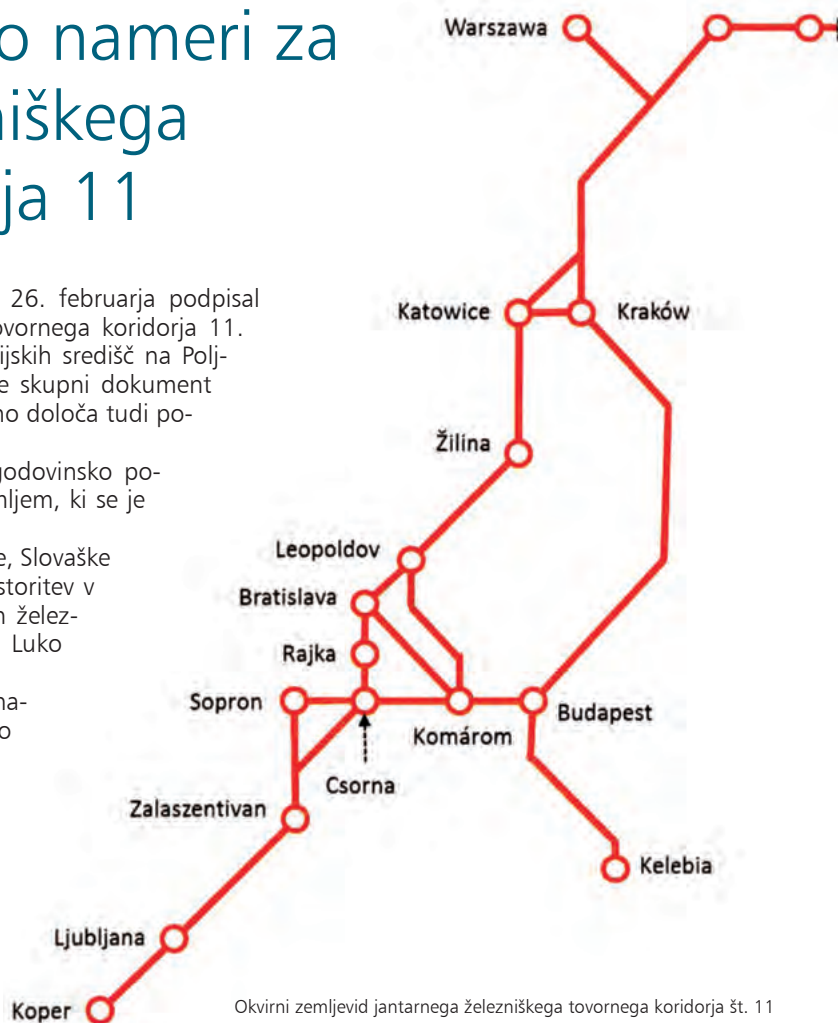 o nameri za
iškega
ja 11
26. februarja podpisal
ovornega koridorja 11.
ijskih središč na Polj-
e skupni dokument
no določa tudi po-
godovinsko po-
mljem, ki se je
e, Slovaške
storitev v
n želez-
Luko
na-
o
Warszawa
Katowice
Kraków
Žilina
Leopoldov
Bratislava
Rajka
Sopron
Budapest
Komárom
Csorna
Zalaszentivan
Kelebia
Ljubljana
Koper
Okvirni zemljevid jantarnega železniškega tovornega koridorja št. 11